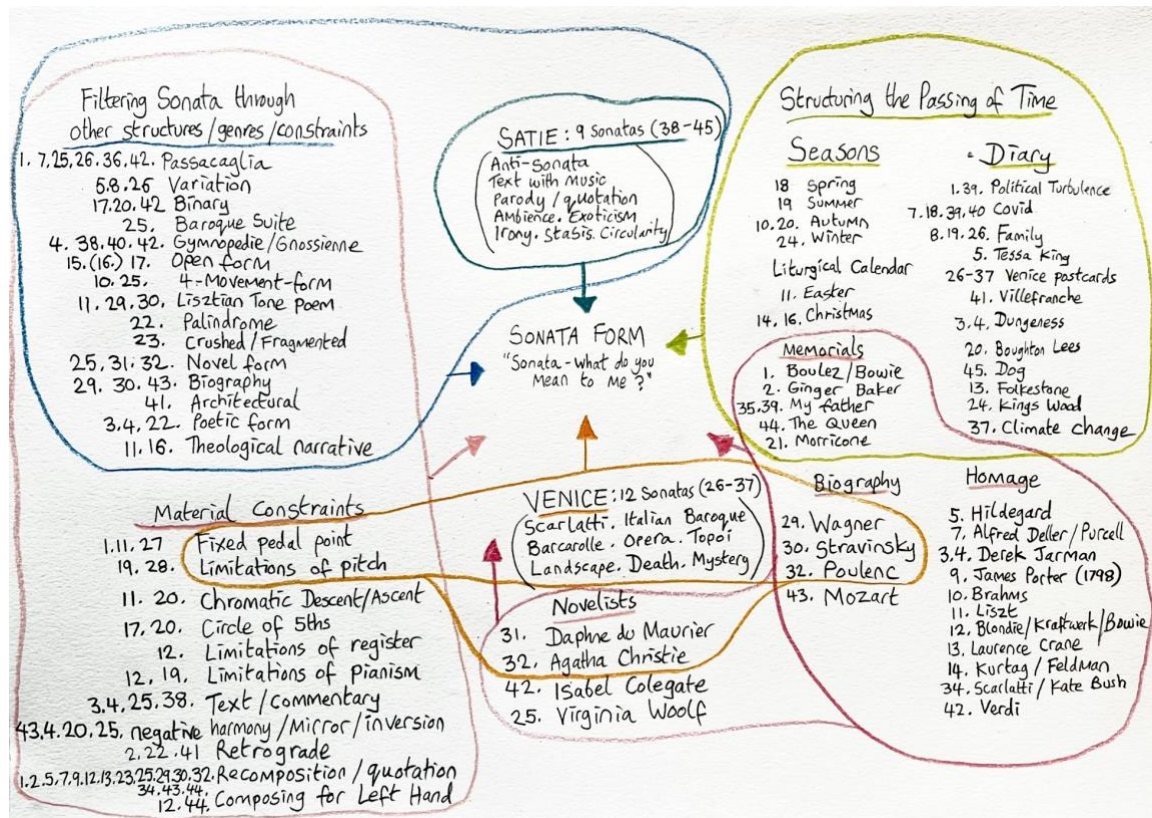 Filtering Sonata through
other structures/genres/constraints
1, 7,25,26.36.42. Passacaglia
5.8.26 Variation
17.20.42 Binary
25. Baroque Suite
4. 38.40.42. Gymnopedie/Gnossienne
15.(16.) 17. Open form
10.25. 4-Movement-form
11.29.30. Lisztian Tone poem
22. Palindrome
23. Crushed/Fragmented
25,31.32. Novel form
29. 30.43. Biography
41. Architectural
3,4,22. Poetic form
11.16. Theological narrative
Material Constraints
1.11.27 Fixed pedal point
19.28. Limitations of pitch
11. 20. Chromatic Descent/Ascent
17.20. Circle of 5ths
12. Limitations of register
12.19. Limitations of Pianism
3.4.25.38. Text/commentary
43,4.20,25. negative harmony/Mirror/inversion
2,22.41 Retrograde
1.2.5,7,9.12.13.23,25.29.30.32. Recomposition/quotation
34.43.44.
12.44. Composing for Left Hand
SATIE: 9 Sonatas (38-45)
Anti-Sonata
Text with Music
Parody/quotation
Ambience. Exoticism
Irony. Stasis. Circularity
SONATA FORM
"Sonata - what do you
mean to me?"
VENICE: 12 Sonatas (26-37)
Scarlatti. Italian Baroque
Barcarolle. Opera. Topoi
Landscape. Death. Mystery
Novelists
31. Daphne du Maurier
32. Agatha Christie
42. Isabel Colegate
25. Virginia Woolf
Structuring the Passing of Time
Seasons
18 Spring
19 Summer
10.20. Autumn
24. Winter
Liturgical Calendar
11. Easter
14, 16. Christmas
Memorials
1. Boulez/Bowie
2. Ginger Baker
35.39. My father
44. The Queen
21. Morricone
Diary
1.39. Political Turbulence
7.18.39,40 Covid
8.19.26. Family
5. Tessa King
26-37 Venice postcards
41. Villefranche
3.4. Dungeness
20. Boughton Lees
45. Dog
13. Folkestone
24. Kings Wood
37. Climate change
Biography
29. Wagner
30. Stravinsky
32. Poulenc
43. Mozart
Homage
5. Hildegard
7. Alfred Deller/Purcell
3,4. Derek Jarman
9. James Porter (1798)
10. Brahms
11. Liszt
12. Blondie/Kraftwerk/Bowie
13. Laurence Crane
14. Kurtag/Feldman
34. Scarlatti/Kate Bush
42. Verdi